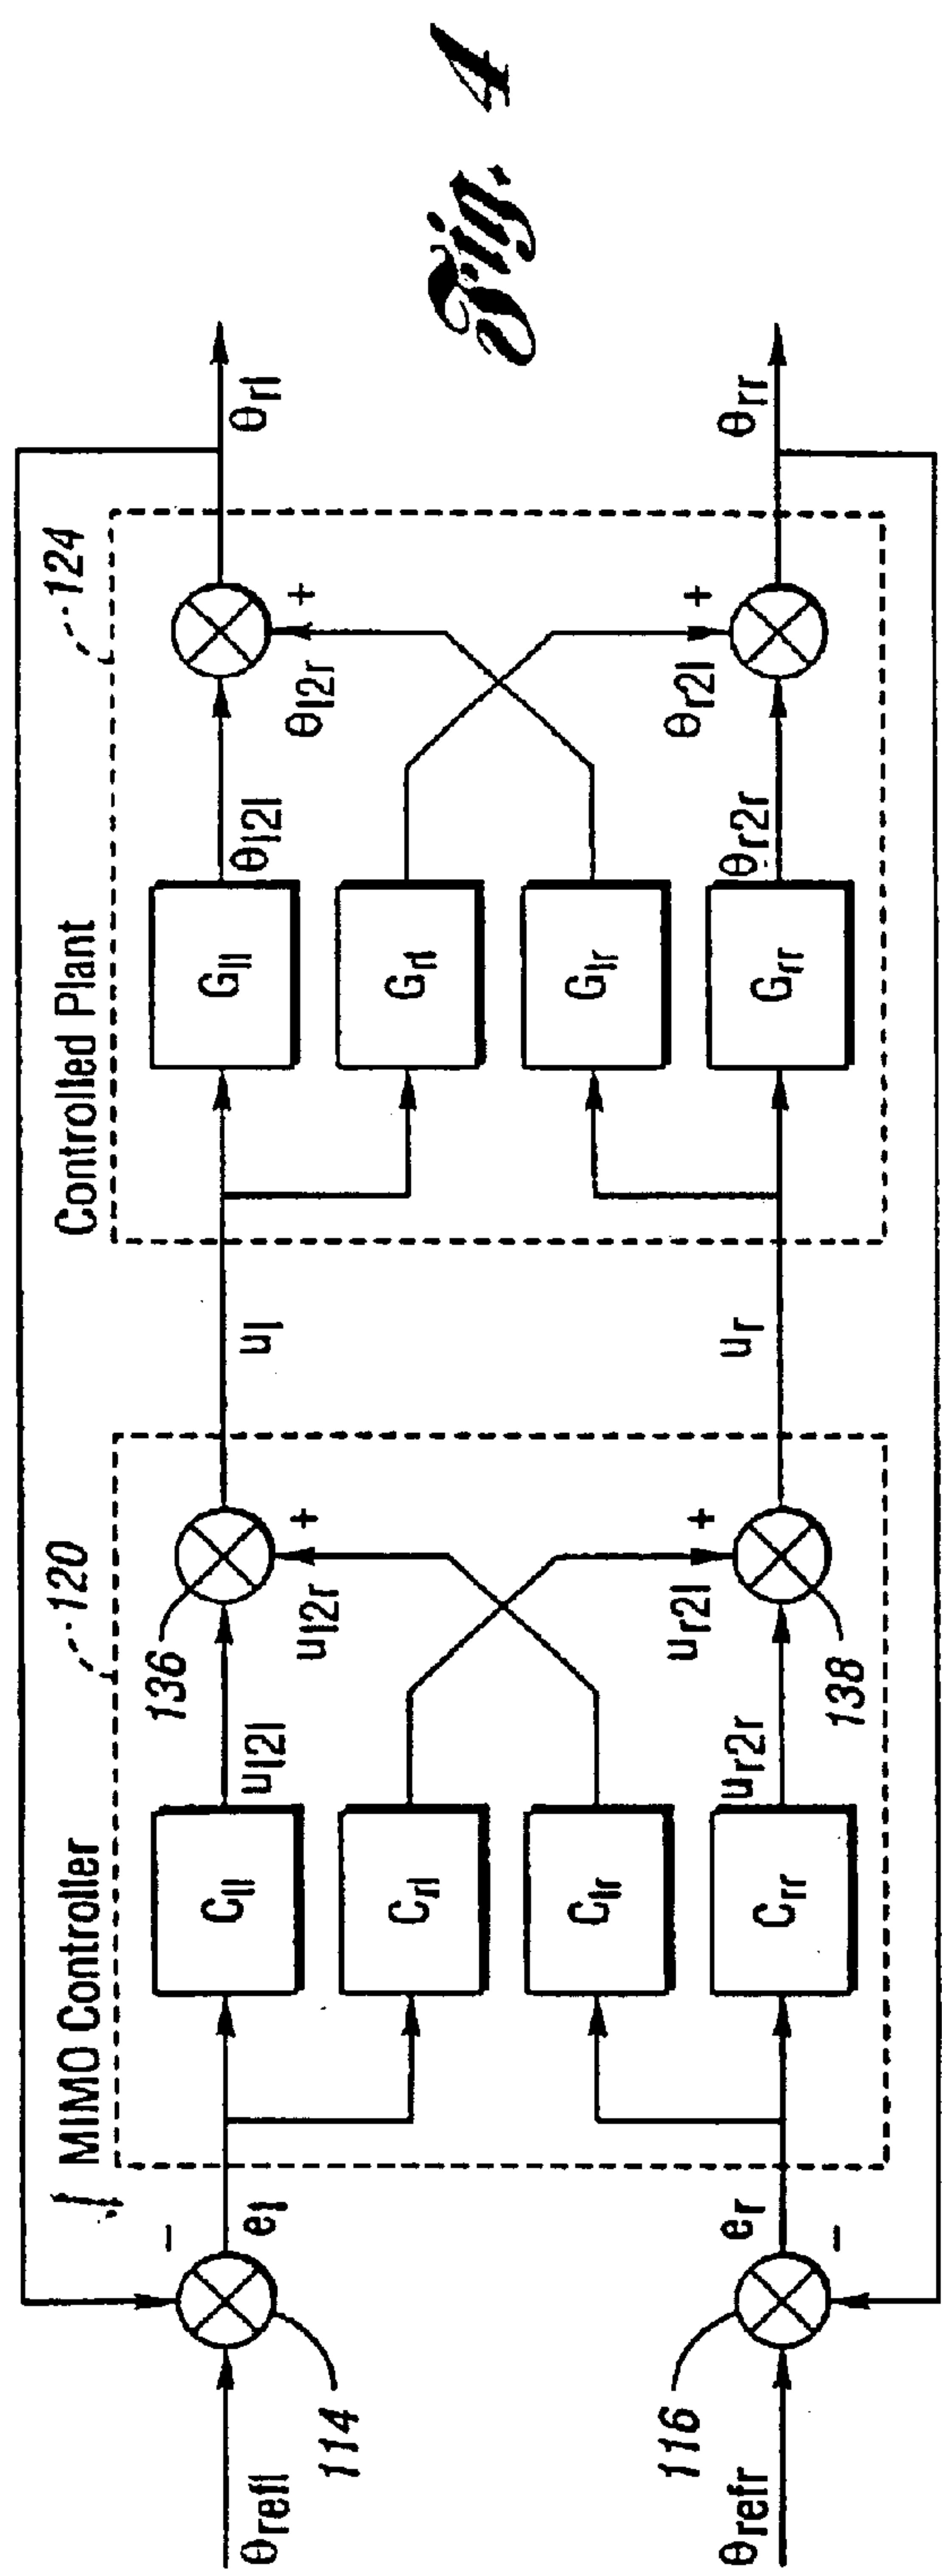 MIMO Controller
120
Controlled Plant
124
θrefl
114
−
el
Cll
Crl
Clr
Crr
ul2l
136
ul2r
+
ul
Gll
Grl
Glr
Grr
θl2l
θl2r
+
θrl
θrefr
116
−
er
ur2r
138
ur2l
+
ur
θr2r
θr2l
+
θrr
Fig. 4